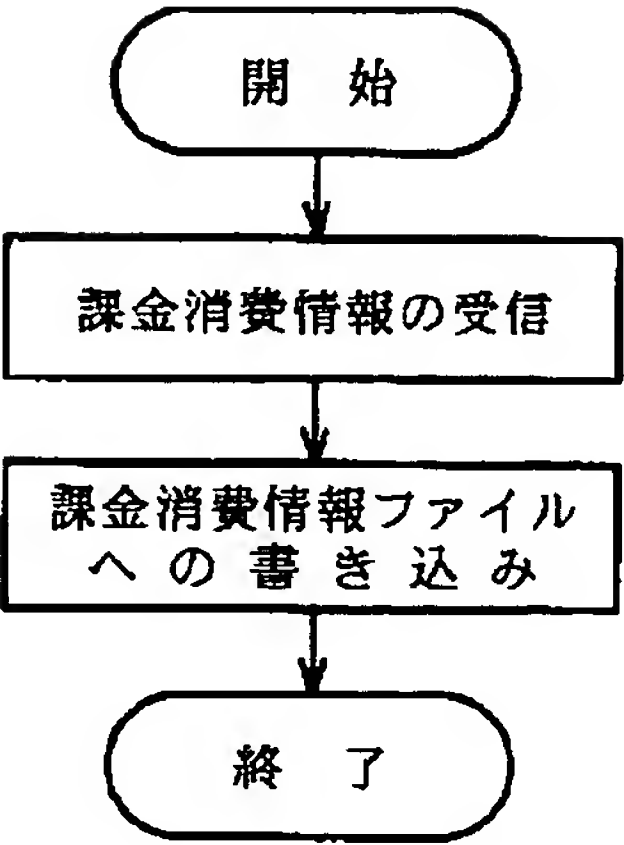 開 始
課金消費情報の受信
課金消費情報ファイル
への書き込み
終 了